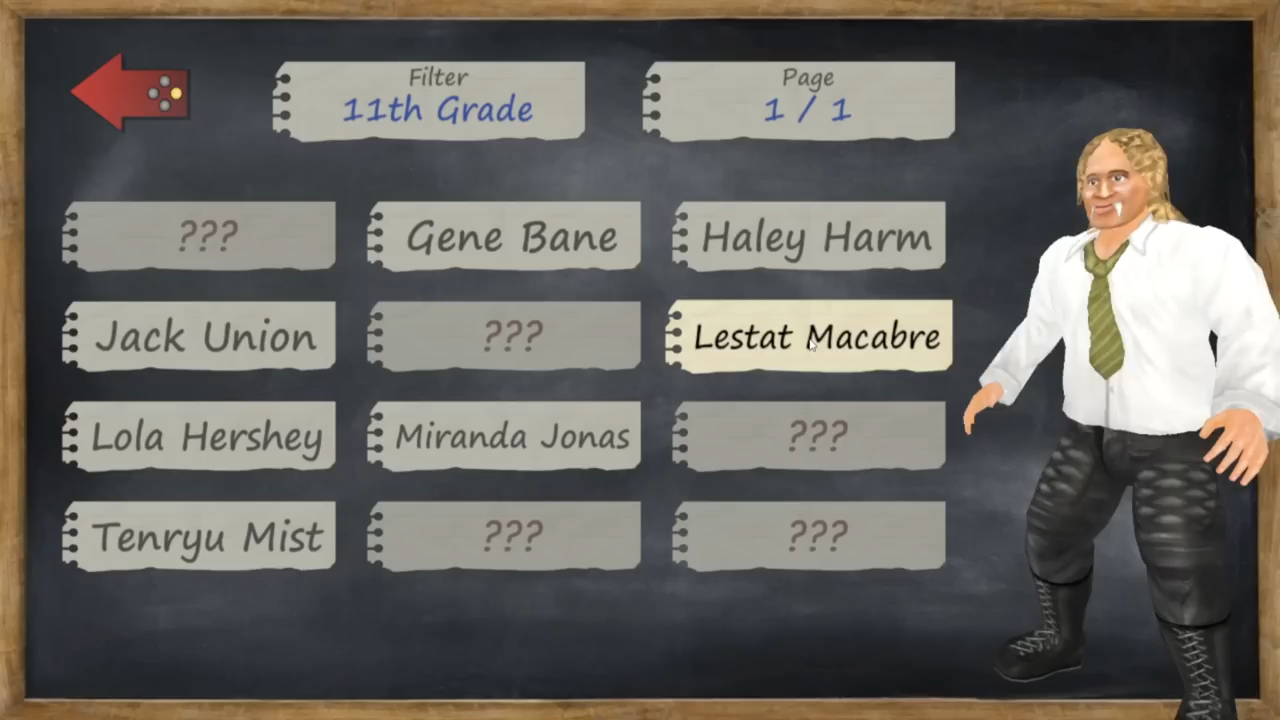 Filter
11th Grade
Page
1 / 1
???
Gene Bane
Haley Harm
Jack Union
???
Lestat Macabre
Lola Hershey
Miranda Jonas
???
Tenryu Mist
???
???